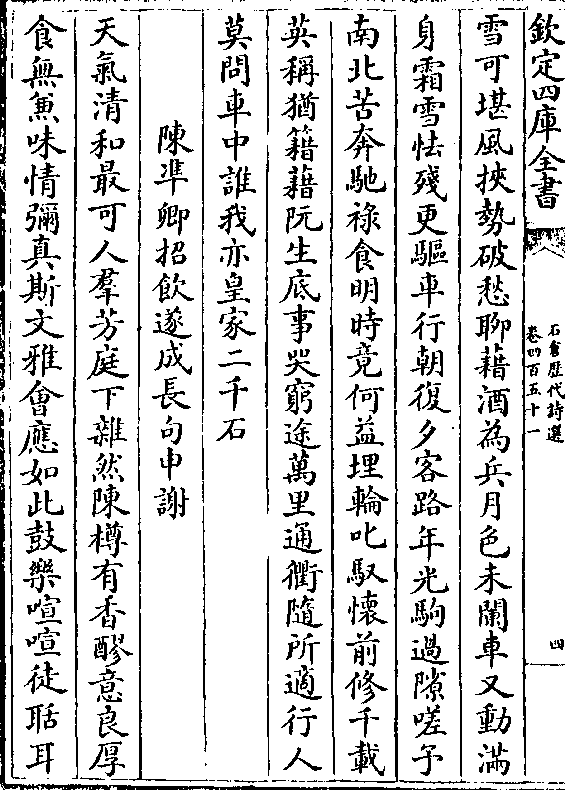 欽定四庫全書
石倉歴代詩選
卷四百五十一
四
雪可堪風挾勢破愁聊藉酒為兵月色未闌車又動滿
身霜雪怯殘更驅車行朝復夕客路年光駒過隙嗟予
南北苦奔馳祿食明時竟何益埋輪叱馭懷前修千載
英稱猶籍藉阮生底事哭窮途萬里通衢隨所適行人
莫問車中誰我亦皇家二千石
陳準卿招飲遂成長句申謝
天氣清和最可人羣芳庭下雜然陳樽有香醪意良厚
食無兼味情彌真斯文雅會應如此鼓樂喧喧徒聒耳